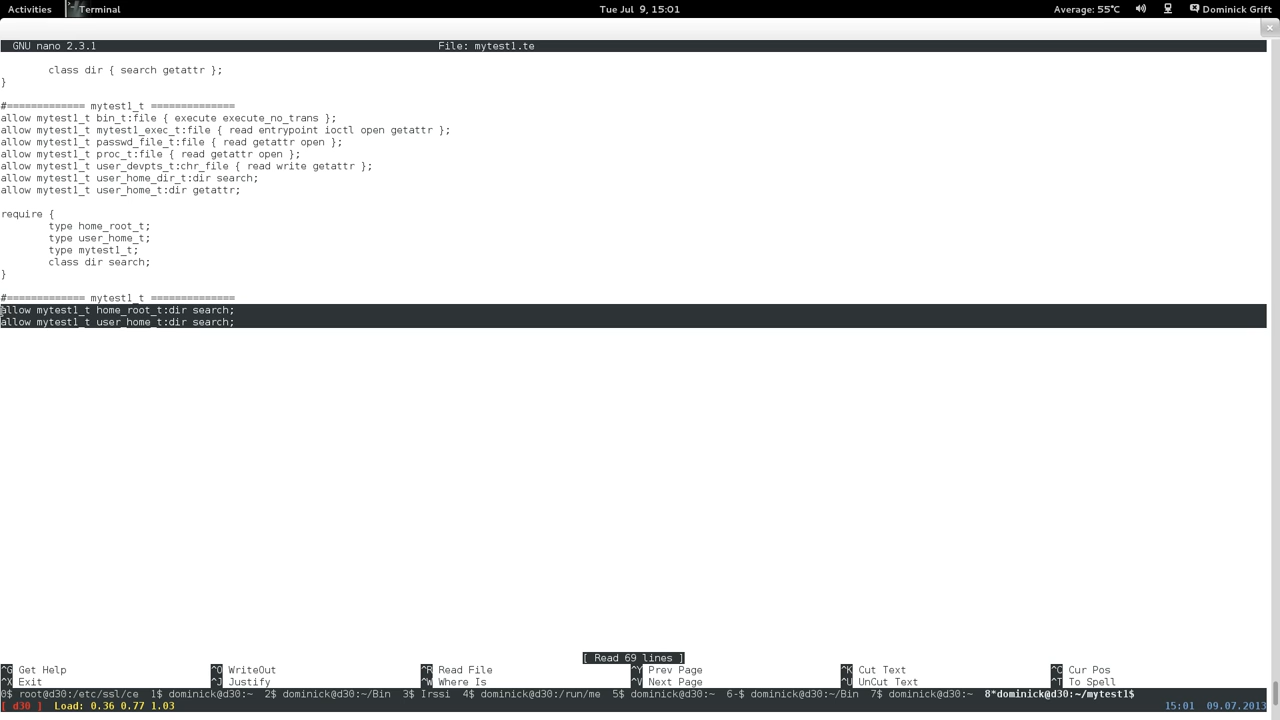 Activities Terminal Tue Jul 9, 15:01 Average: 55°C Dominick Grift
GNU nano 2.3.1 File: mytest1.te
class dir { search getattr };
}
#============= mytest1_t ==============
allow mytest1_t bin_t:file { execute execute_no_trans };
allow mytest1_t mytest1_exec_t:file { read entrypoint ioctl open getattr };
allow mytest1_t passwd_file_t:file { read getattr open };
allow mytest1_t proc_t:file { read getattr open };
allow mytest1_t user_devpts_t:chr_file { read write getattr };
allow mytest1_t user_home_dir_t:dir search;
allow mytest1_t user_home_t:dir getattr;
require {
type home_root_t;
type user_home_t;
type mytest1_t;
class dir search;
}
#============= mytest1_t ==============
allow mytest1_t home_root_t:dir search;
allow mytest1_t user_home_t:dir search;
[ Read 69 lines ]
^G Get Help ^O WriteOut ^R Read File ^Y Prev Page ^K Cut Text ^C Cur Pos
^X Exit ^J Justify ^W Where Is ^V Next Page ^U UnCut Text ^T To Spell
0$ root@d30:/etc/ssl/ce 1$ dominick@d30:~ 2$ dominick@d30:~/Bin 3$ Irssi 4$ dominick@d30:/run/me 5$ dominick@d30:~ 6-$ dominick@d30:~/Bin 7$ dominick@d30:~ 8*dominick@d30:~/mytest1$
[ d30 ] Load: 0.36 0.77 1.03 15:01 09.07.2013